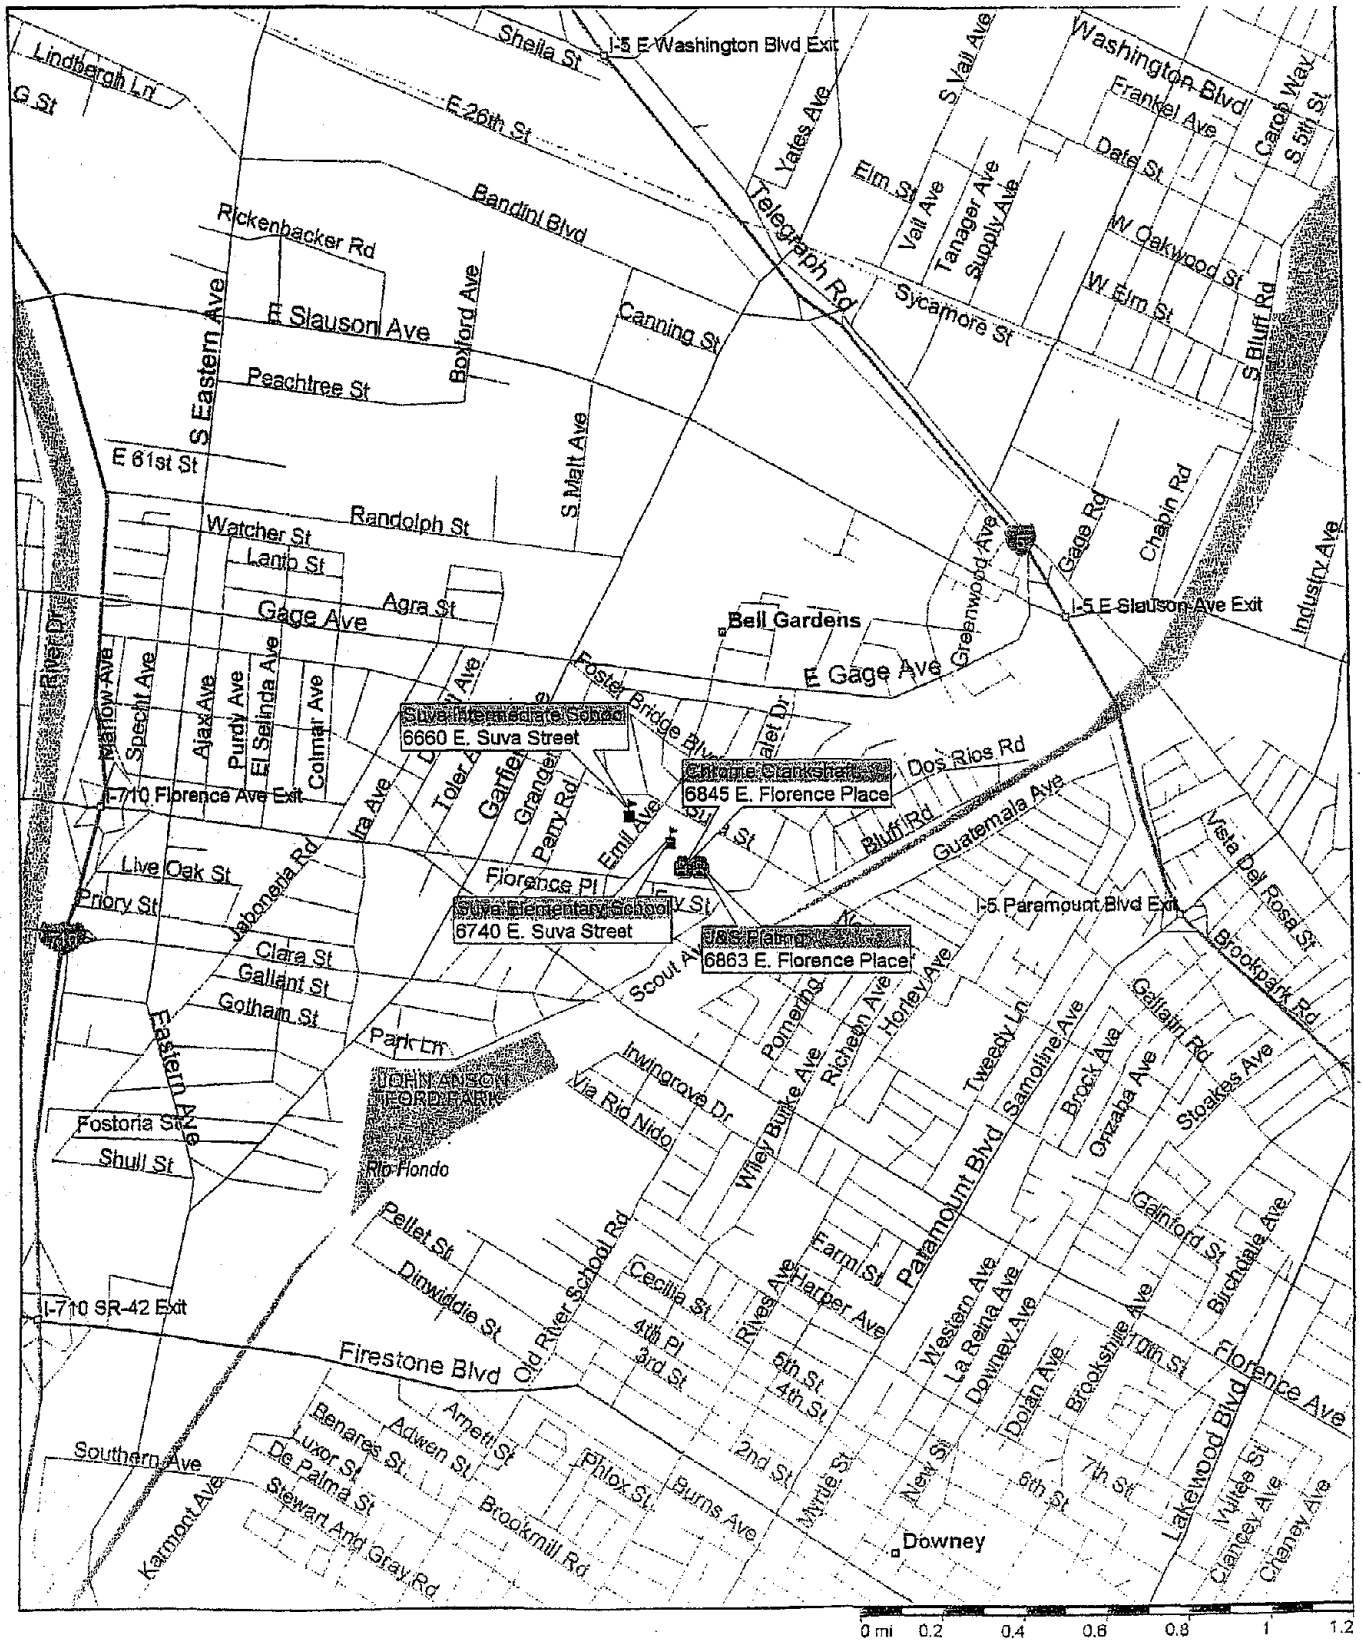 Sheila St
I-5 E Washington Blvd Exit
Washington Blvd
Lindbergh Ln
G St
E 26th St
Yates Ave
S Vail Ave
Frankel Ave
Carob Way
S 5th St
Date St
Elm St
Bandini Blvd
Telegraph Rd
Vail Ave
Tanager Ave
Supply Ave
Rickenbacker Rd
W Oakwood St
W Elm St
S Bluff Rd
S Eastern Ave
E Slauson Ave
Boxford Ave
Canning St
Sycamore St
Peachtree St
E 61st St
S Malt Ave
Randolph St
Watcher St
Lanto St
Agra St
Gage Ave
Greenwood Ave
Gage Rd
Chapin Rd
Industry Ave
I-5 E Slauson Ave Exit
Bell Gardens
E Gage Ave
River Dr
Marlow Ave
Specht Ave
Ajax Ave
Purdy Ave
El Selinda Ave
Colmar Ave
Foster Bridge Blv
Suva Intermediate School
6660 E. Suva Street
Chrome Crankshaft
6845 E. Florence Place
Dos Rios Rd
Toler A
Garfie
Granger
Perry Rd
Emil Ave
St
Bluff Rd
Guatemala Ave
I-710 Florence Ave Exit
Ira Ave
Live Oak St
Priory St
Jaboneria Rd
Florence Pl
Suva Elementary School
6740 E. Suva Street
y St
J&S Plating
6863 E. Florence Place
Vista Del Rosa St
I-5 Paramount Blvd Exit
Brookpark Rd
Clara St
Gallant St
Gotham St
Scout Av
Park Ln
Eastern Ave
JOHN ANSON
FORD PARK
Irwingrove Dr
Via Rio Nido
Pomering
Richeon Ave
Horley Ave
Wiley Burke Ave
Tweedy Ln
Samoline Ave
Gallatin Rd
Brock Ave
Orizaba Ave
Stoakes Ave
Fostoria St
Shull St
Rio Hondo
Paramount Blvd
Pellet St
Dinwiddie St
Old River School Rd
Cecilia St
4th Pl
3rd St
Rives Ave
Farm St
Harper Ave
Gainford St
Birchdale Ave
Western Ave
La Reina Ave
Downey Ave
Dolan Ave
Brookshire Ave
10th St
Florence Ave
I-710 SR-42 Exit
Firestone Blvd
5th St
4th St
Southern Ave
Karmont Ave
Benares St
Luxor St
De Palma St
Stewart And Gray Rd
Adwen St
Arnett St
Brookmill Rd
Phlox St
Burns Ave
2nd St
Myrtle St
New St
6th St
7th St
Lakewood Blvd
Vultee St
Clancey Ave
Cheney Ave
Downey
0 mi 0.2 0.4 0.6 0.8 1 1.2